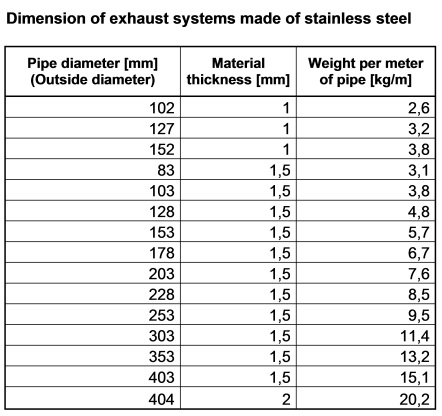 Dimension of exhaust systems made of stainless steel
Pipe diameter [mm] Material Weight per meter
(Outside diameter) thickness [mm] of pipe [kg/m]
102 1 2,6
127 1 3,2
152 1 3,8
83 1,5 3,1
103 1,5 3,8
128 1,5 4,8
153 1,5 5,7
178 1,5 6,7
203 1,5 7,6
228 1,5 8,5
253 1,5 9,5
303 1,5 11,4
353 1,5 13,2
403 1,5 15,1
404 2 20,2